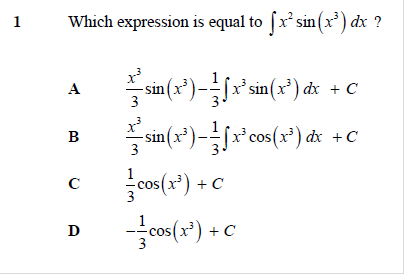 1 Which expression is equal to ∫x² sin(x³) dx ?
A x³/3 sin(x³) − 1/3 ∫x³ sin(x³) dx + C
B x³/3 sin(x³) − 1/3 ∫x³ cos(x³) dx + C
C 1/3 cos(x³) + C
D −1/3 cos(x³) + C